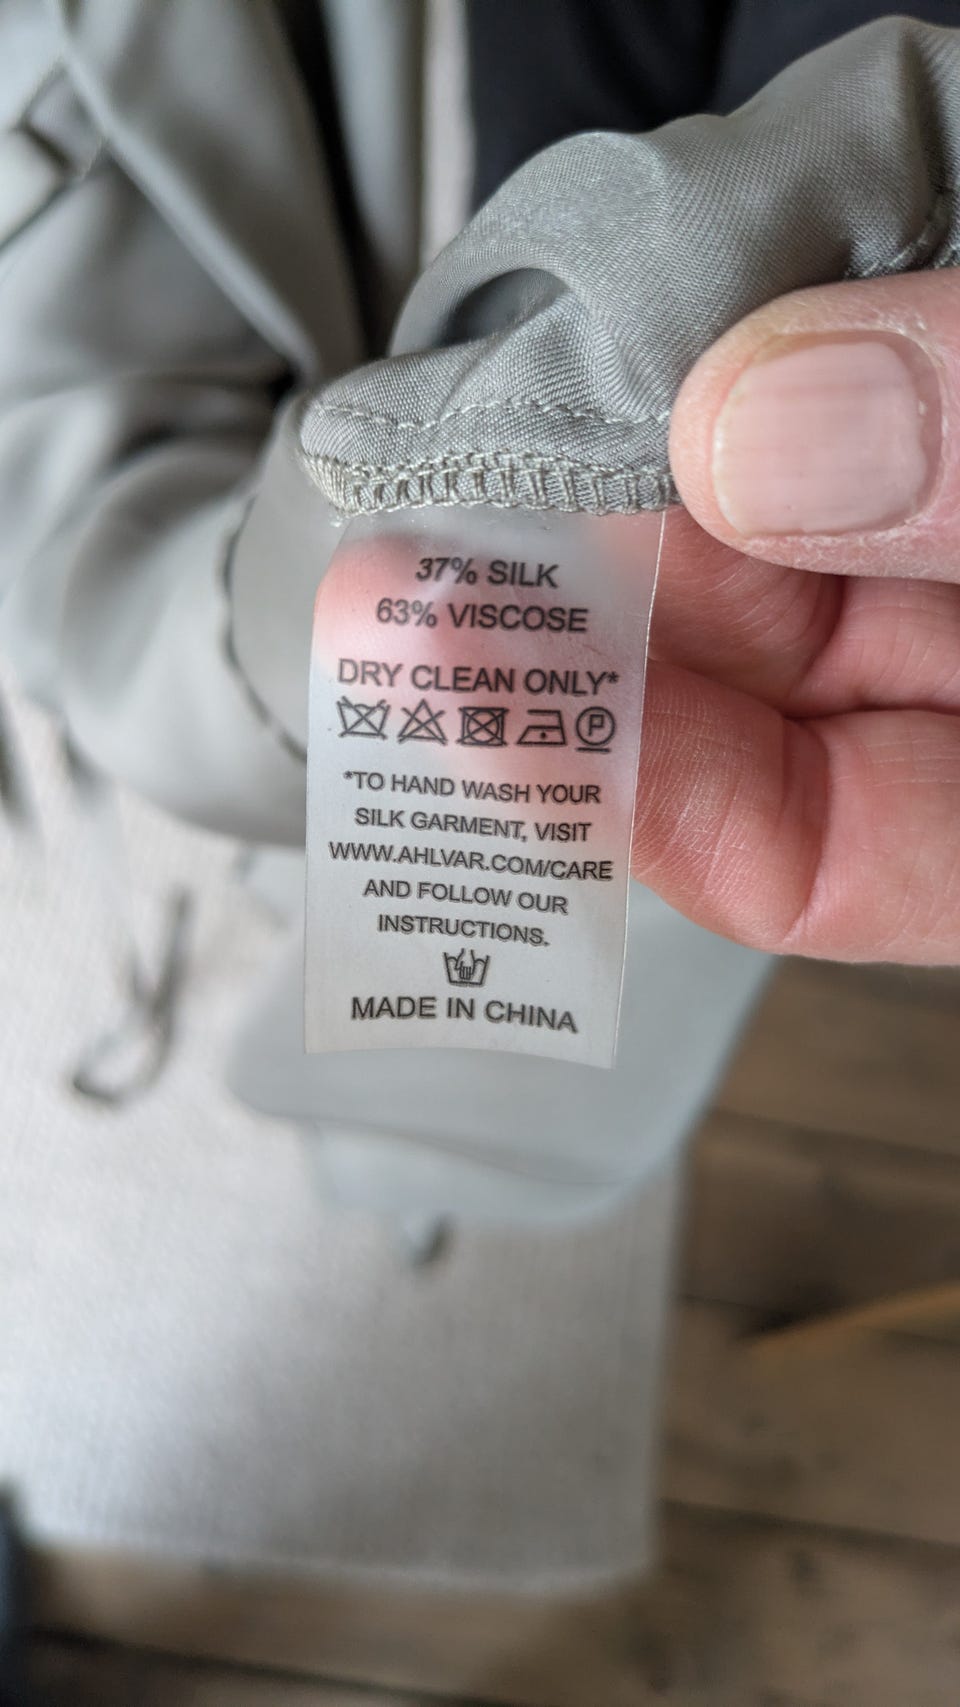 37% SILK
63% VISCOSE
DRY CLEAN ONLY*
P
*TO HAND WASH YOUR
SILK GARMENT, VISIT
WWW.AHLVAR.COM/CARE
AND FOLLOW OUR
INSTRUCTIONS.
MADE IN CHINA